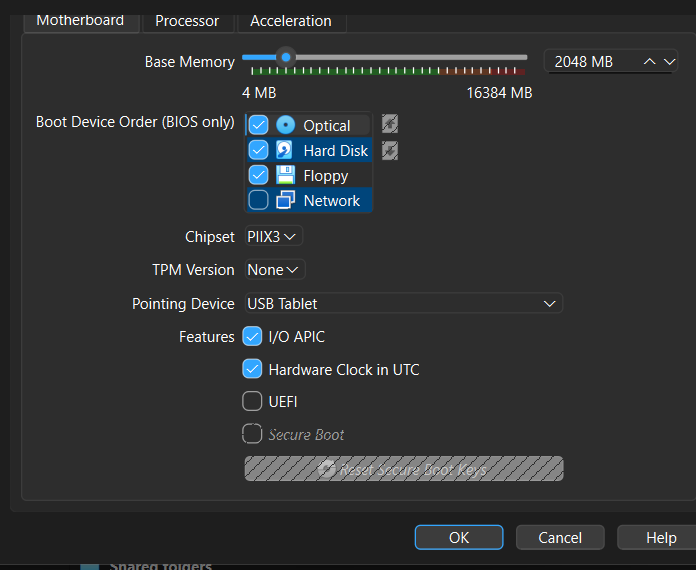 Motherboard Processor Acceleration
Base Memory 2048 MB
4 MB 16384 MB
Boot Device Order (BIOS only) Optical
Hard Disk
Floppy
Network
Chipset PIIX3
TPM Version None
Pointing Device USB Tablet
Features I/O APIC
Hardware Clock in UTC
UEFI
Secure Boot
Reset Secure Boot Keys
OK Cancel Help
Shared folders